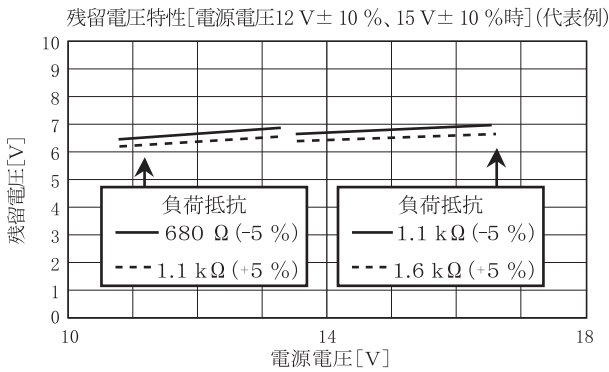 残留電圧特性[電源電圧12 V± 10 %、15 V± 10 %時](代表例)
残留電圧[V]
10
9
8
7
6
5
4
3
2
1
0
負荷抵抗
680 Ω (-5 %)
1.1 kΩ (+5 %)
負荷抵抗
1.1 kΩ (-5 %)
1.6 kΩ (+5 %)
10
14
18
電源電圧[V]